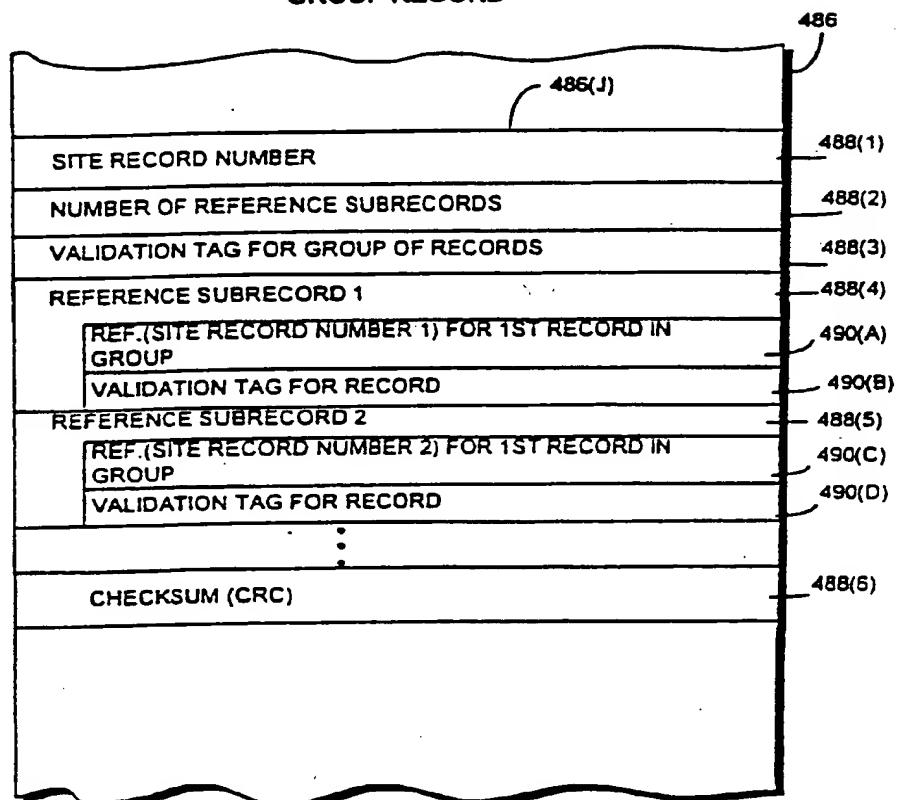 GROUP RECORD
486
486(J)
SITE RECORD NUMBER 488(1)
NUMBER OF REFERENCE SUBRECORDS 488(2)
VALIDATION TAG FOR GROUP OF RECORDS 488(3)
REFERENCE SUBRECORD 1 488(4)
REF.(SITE RECORD NUMBER 1) FOR 1ST RECORD IN
GROUP 490(A)
VALIDATION TAG FOR RECORD 490(B)
REFERENCE SUBRECORD 2 488(5)
REF.(SITE RECORD NUMBER 2) FOR 1ST RECORD IN
GROUP 490(C)
VALIDATION TAG FOR RECORD 490(D)
CHECKSUM (CRC) 488(6)